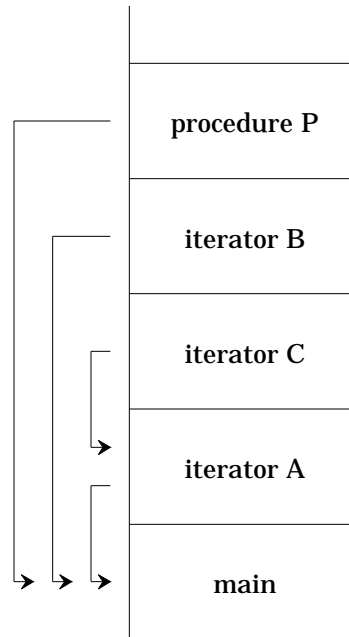 procedure P
iterator B
iterator C
iterator A
main